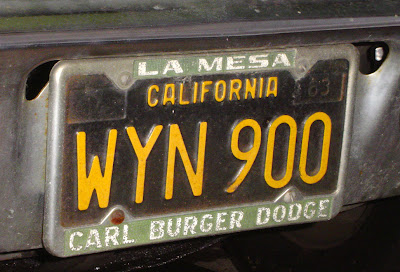 LA MESA
CALIFORNIA
63
WYN 900
CARL BURGER DODGE